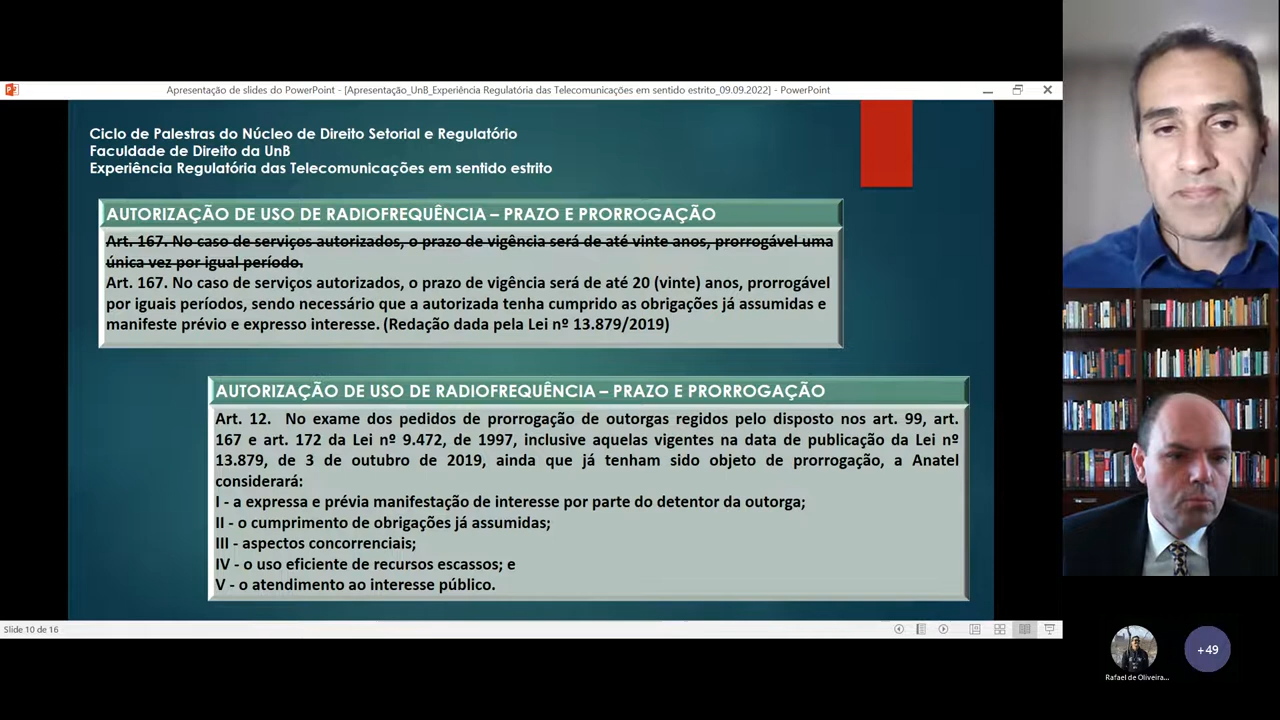 Apresentação de slides do PowerPoint - [Apresentação_UnB_Experiência Regulatória das Telecomunicações em sentido estrito_09.09.2022] - PowerPoint
Ciclo de Palestras do Núcleo de Direito Setorial e Regulatório
Faculdade de Direito da UnB
Experiência Regulatória das Telecomunicações em sentido estrito
AUTORIZAÇÃO DE USO DE RADIOFREQUÊNCIA – PRAZO E PRORROGAÇÃO
Art. 167. No caso de serviços autorizados, o prazo de vigência será de até vinte anos, prorrogável uma
única vez por igual período.
Art. 167. No caso de serviços autorizados, o prazo de vigência será de até 20 (vinte) anos, prorrogável
por iguais períodos, sendo necessário que a autorizada tenha cumprido as obrigações já assumidas e
manifeste prévio e expresso interesse. (Redação dada pela Lei nº 13.879/2019)
AUTORIZAÇÃO DE USO DE RADIOFREQUÊNCIA – PRAZO E PRORROGAÇÃO
Art. 12. No exame dos pedidos de prorrogação de outorgas regidos pelo disposto nos art. 99, art.
167 e art. 172 da Lei nº 9.472, de 1997, inclusive aquelas vigentes na data de publicação da Lei nº
13.879, de 3 de outubro de 2019, ainda que já tenham sido objeto de prorrogação, a Anatel
considerará:
I - a expressa e prévia manifestação de interesse por parte do detentor da outorga;
II - o cumprimento de obrigações já assumidas;
III - aspectos concorrenciais;
IV - o uso eficiente de recursos escassos; e
V - o atendimento ao interesse público.
Slide 10 de 16
+49
Rafael de Oliveira...